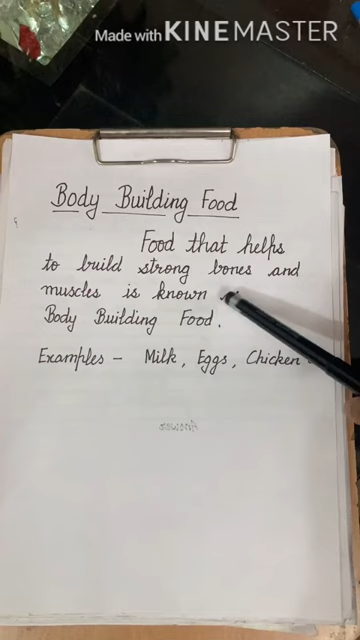 Made with KINEMASTER
Body Building Food
Food that helps
to build strong bones and
muscles is known
Body Building Food.
Examples - Milk, Eggs, Chicken